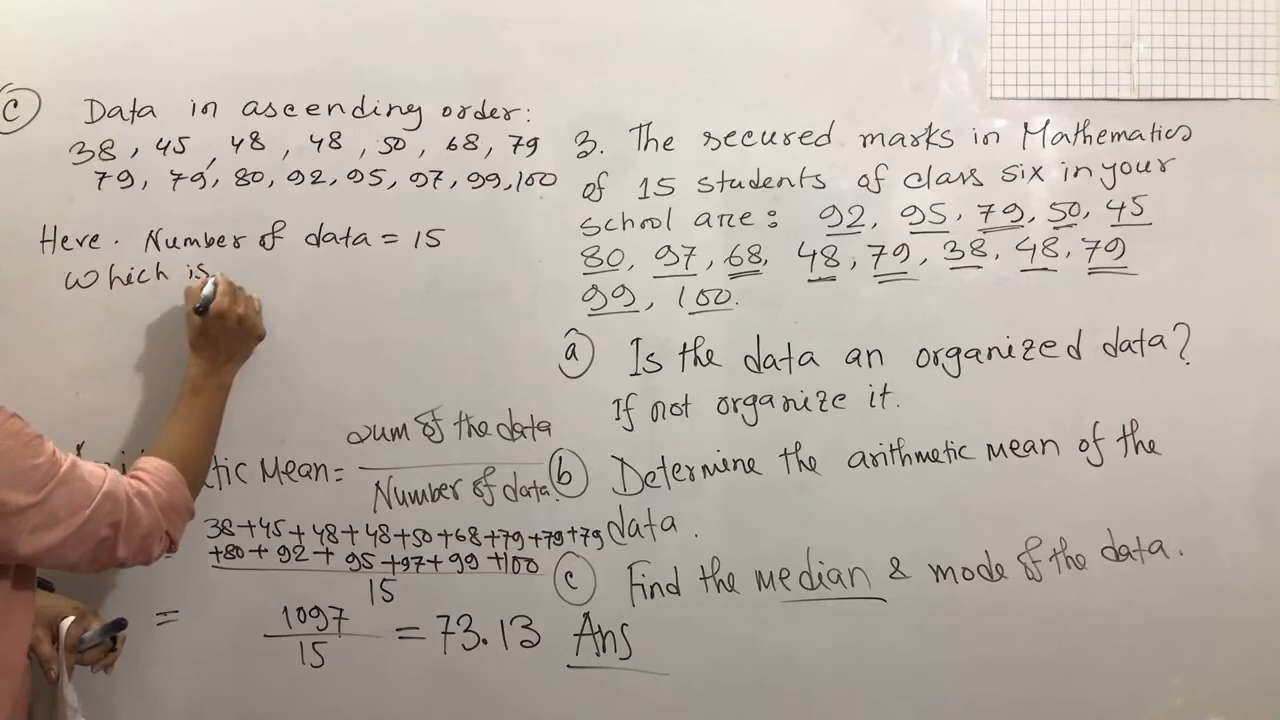 C Data in ascending order:
38, 45, 48, 48, 50, 68, 79
79, 79, 80, 92, 95, 97, 99, 100
Here. Number of data = 15
Which is
tic Mean = Sum of the data
Number of data
38+45+48+48+50+68+79+79+79
+80+92+95+97+99+100
15
= 1097
15
= 73.13 Ans
3. The secured marks in Mathematics
of 15 students of class six in your
school are: 92, 95, 79, 50, 45
80, 97, 68, 48, 79, 38, 48, 79
99, 100.
a Is the data an organized data?
If not organize it.
b Determine the arithmetic mean of the
data.
c Find the median & mode of the data.